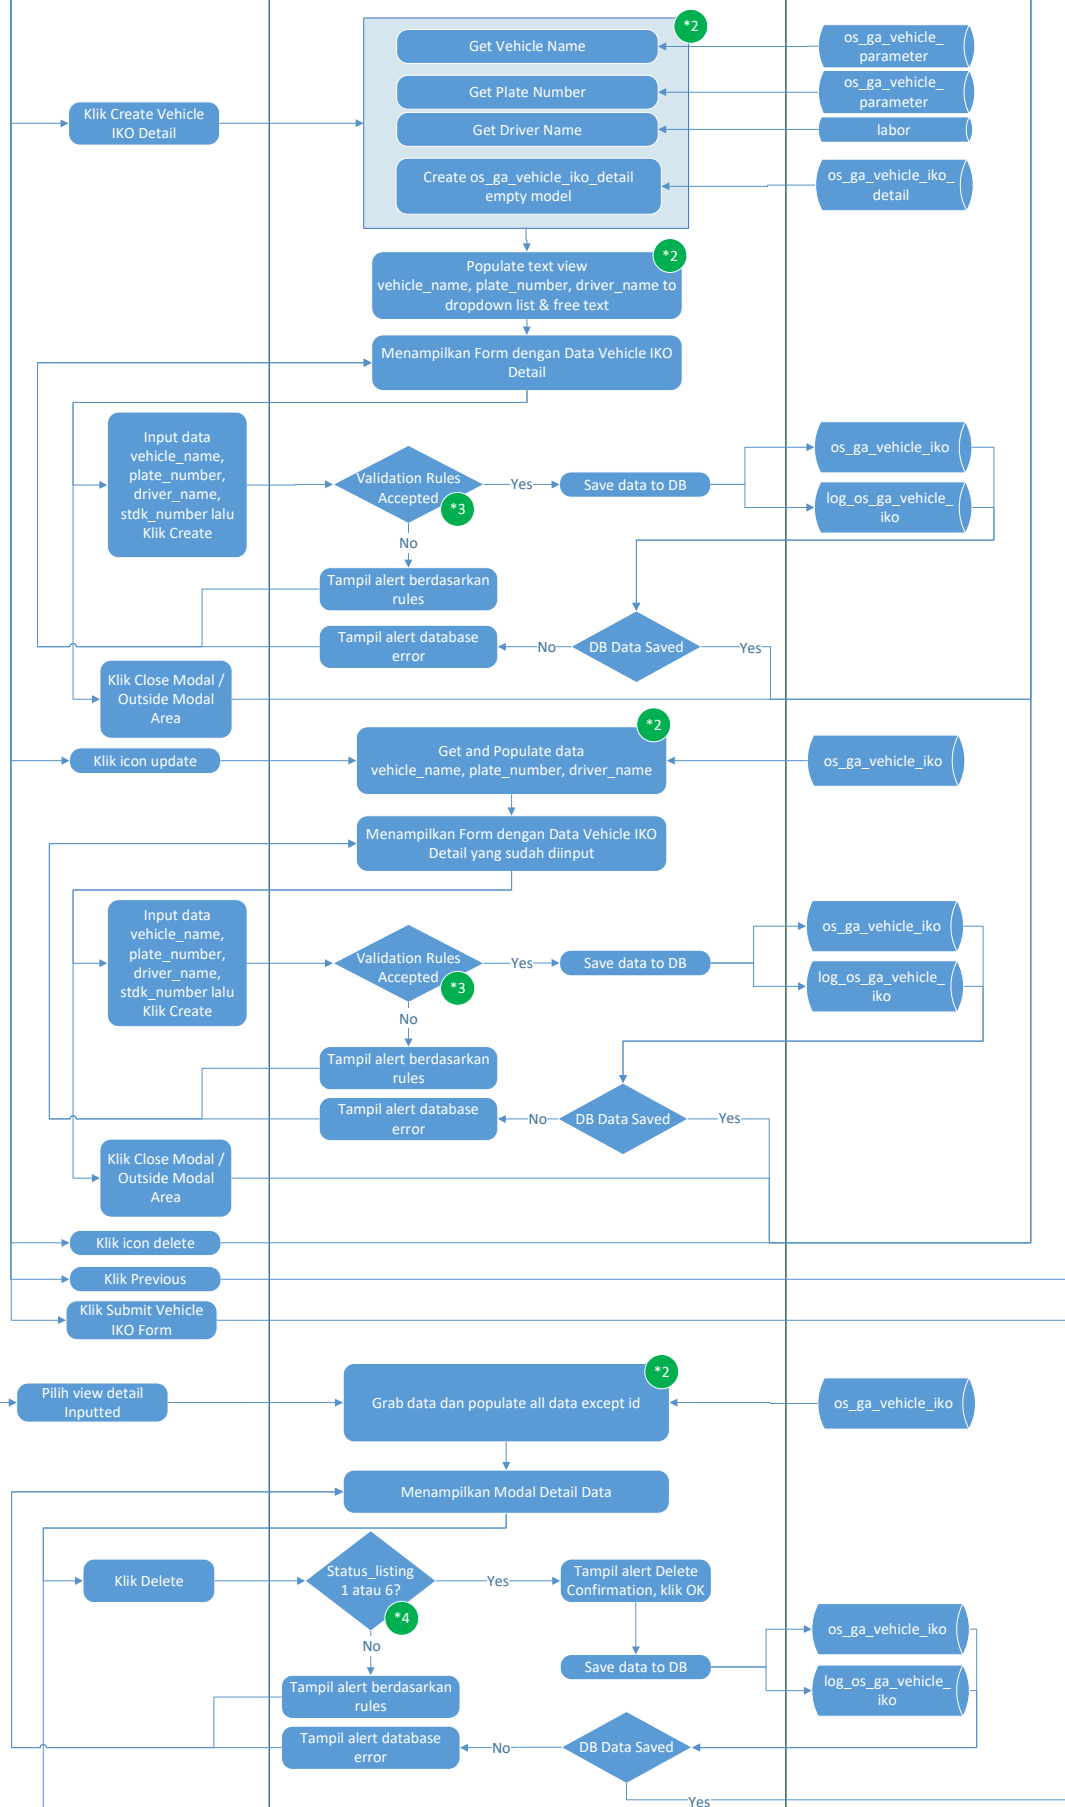 *2
Get Vehicle Name
os_ga_vehicle_
parameter
Get Plate Number
os_ga_vehicle_
parameter
Klik Create Vehicle
IKO Detail
Get Driver Name
labor
Create os_ga_vehicle_iko_detail
empty model
os_ga_vehicle_iko_
detail
*2
Populate text view
vehicle_name, plate_number, driver_name to
dropdown list & free text
Menampilkan Form dengan Data Vehicle IKO
Detail
Input data
vehicle_name,
plate_number,
driver_name,
stdk_number lalu
Klik Create
Validation Rules
Accepted
*3
Yes
Save data to DB
os_ga_vehicle_iko
log_os_ga_vehicle_
iko
No
Tampil alert berdasarkan
rules
Tampil alert database
error
No
DB Data Saved
Yes
Klik Close Modal /
Outside Modal
Area
*2
Klik icon update
Get and Populate data
vehicle_name, plate_number, driver_name
os_ga_vehicle_iko
Menampilkan Form dengan Data Vehicle IKO
Detail yang sudah diinput
Input data
vehicle_name,
plate_number,
driver_name,
stdk_number lalu
Klik Create
Validation Rules
Accepted
*3
Yes
Save data to DB
os_ga_vehicle_iko
log_os_ga_vehicle_
iko
No
Tampil alert berdasarkan
rules
Tampil alert database
error
No
DB Data Saved
Yes
Klik Close Modal /
Outside Modal
Area
Klik icon delete
Klik Previous
Klik Submit Vehicle
IKO Form
*2
Pilih view detail
Inputted
Grab data dan populate all data except id
os_ga_vehicle_iko
Menampilkan Modal Detail Data
Klik Delete
Status_listing
1 atau 6?
*4
Yes
Tampil alert Delete
Confirmation, klik OK
No
Save data to DB
os_ga_vehicle_iko
log_os_ga_vehicle_
iko
Tampil alert berdasarkan
rules
Tampil alert database
error
No
DB Data Saved
Yes